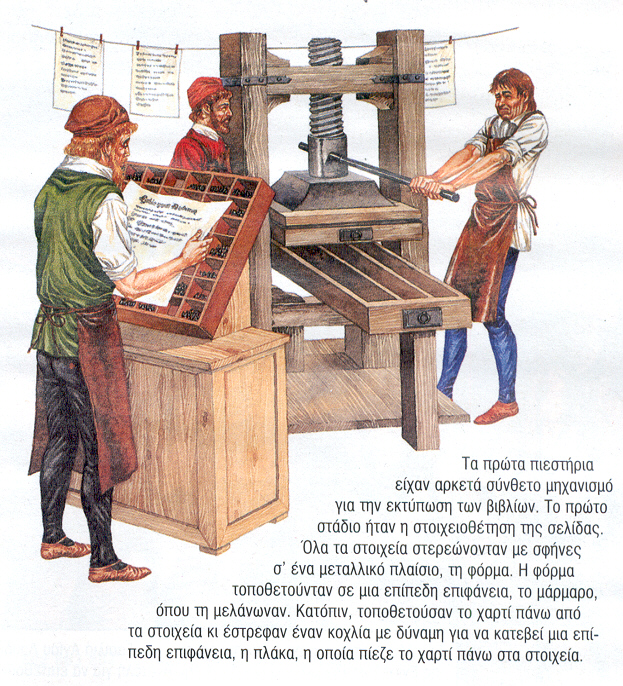 Τα πρώτα πιεστήρια
είχαν αρκετά σύνθετο μηχανισμό
για την εκτύπωση των βιβλίων. Το πρώτο
στάδιο ήταν η στοιχειοθέτηση της σελίδας.
Όλα τα στοιχεία στερεώνονταν με σφήνες
σ' ένα μεταλλικό πλαίσιο, τη φόρμα. Η φόρμα
τοποθετούνταν σε μια επίπεδη επιφάνεια, το μάρμαρο,
όπου τη μελάνωναν. Κατόπιν, τοποθετούσαν το χαρτί πάνω από
τα στοιχεία κι έστρεφαν έναν κοχλία με δύναμη για να κατεβεί μια επί-
πεδη επιφάνεια, η πλάκα, η οποία πίεζε το χαρτί πάνω στα στοιχεία.